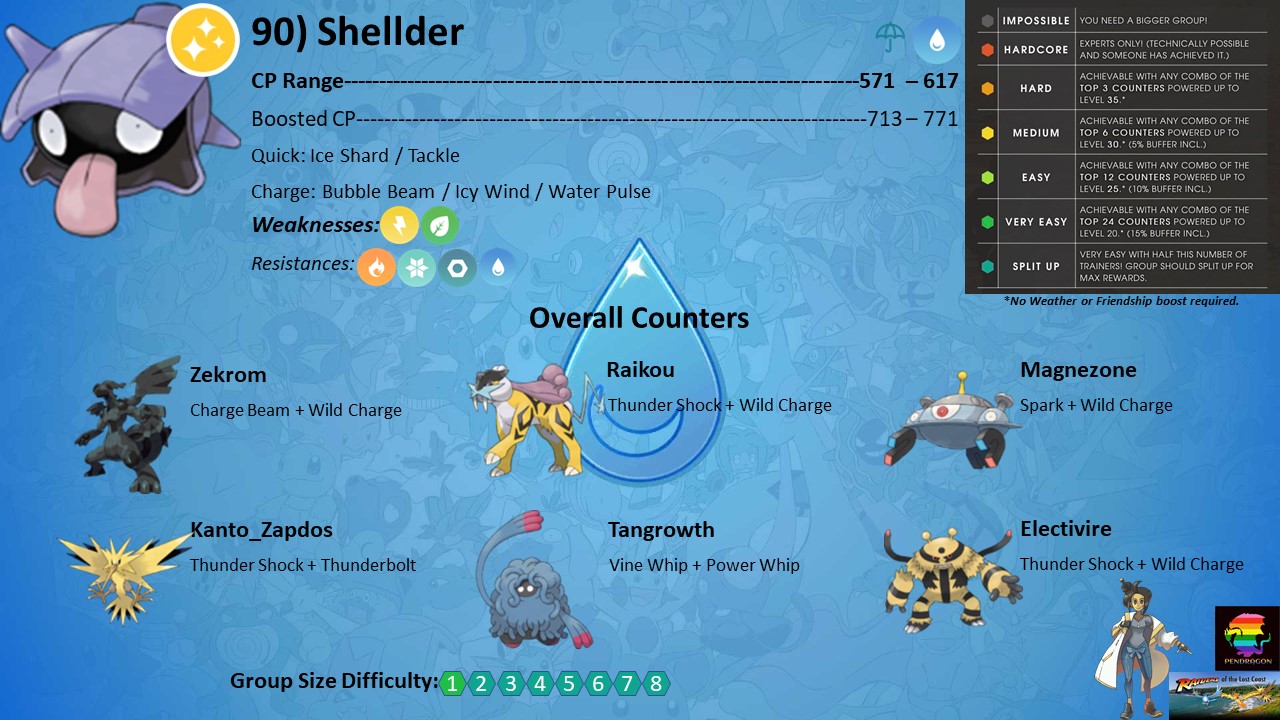 90) Shellder
CP Range-----------------------------------------------------------------------571 – 617
Boosted CP-----------------------------------------------------------------------713 – 771
Quick: Ice Shard / Tackle
Charge: Bubble Beam / Icy Wind / Water Pulse
Weaknesses:
Resistances:
IMPOSSIBLE YOU NEED A BIGGER GROUP!
HARDCORE EXPERTS ONLY! (TECHNICALLY POSSIBLE
AND SOMEONE HAS ACHIEVED IT.)
HARD ACHIEVABLE WITH ANY COMBO OF THE
TOP 3 COUNTERS POWERED UP TO
LEVEL 35.*
MEDIUM ACHIEVABLE WITH ANY COMBO OF THE
TOP 6 COUNTERS POWERED UP TO
LEVEL 30.* (5% BUFFER INCL.)
EASY ACHIEVABLE WITH ANY COMBO OF THE
TOP 12 COUNTERS POWERED UP TO
LEVEL 25.* (10% BUFFER INCL.)
VERY EASY ACHIEVABLE WITH ANY COMBO OF THE
TOP 24 COUNTERS POWERED UP TO
LEVEL 20.* (15% BUFFER INCL.)
SPLIT UP VERY EASY WITH HALF THIS NUMBER OF
TRAINERS! GROUP SHOULD SPLIT UP FOR
MAX REWARDS.
*No Weather or Friendship boost required.
Overall Counters
Zekrom
Charge Beam + Wild Charge
Raikou
Thunder Shock + Wild Charge
Magnezone
Spark + Wild Charge
Kanto_Zapdos
Thunder Shock + Thunderbolt
Tangrowth
Vine Whip + Power Whip
Electivire
Thunder Shock + Wild Charge
Group Size Difficulty: 1 2 3 4 5 6 7 8
PENDRAGON
RAIDERS of the Lost Coast